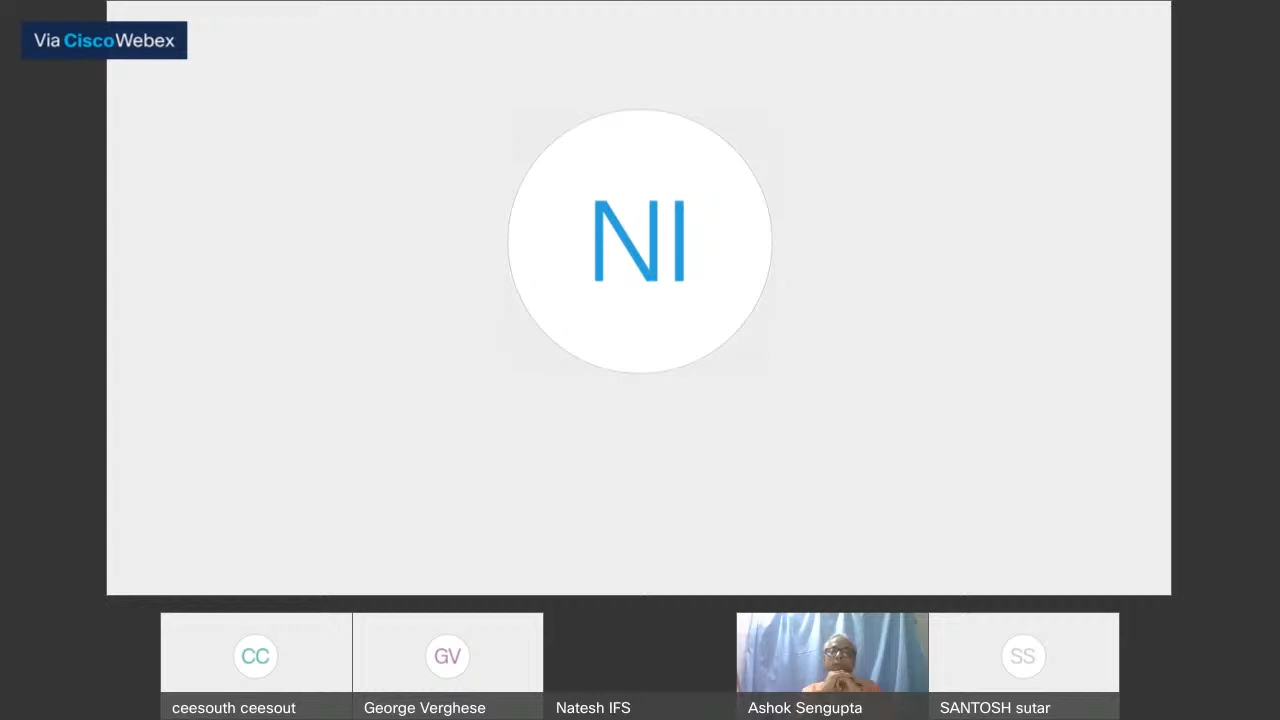 Via CiscoWebex
NI
CC
GV
SS
ceesouth ceesout
George Verghese
Natesh IFS
Ashok Sengupta
SANTOSH sutar